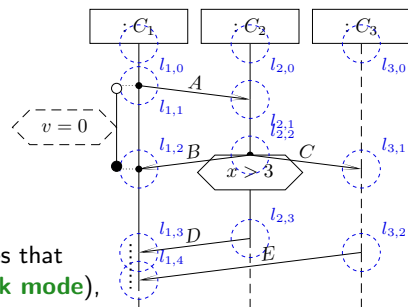 : C1 : C2 : C3
l1,0 l2,0 l3,0
A
l1,1
l2,1
v = 0
l2,2
l1,2 B C l3,1
x > 3
l1,3 D l2,3 l3,2
s that
l1,4 E
k mode),